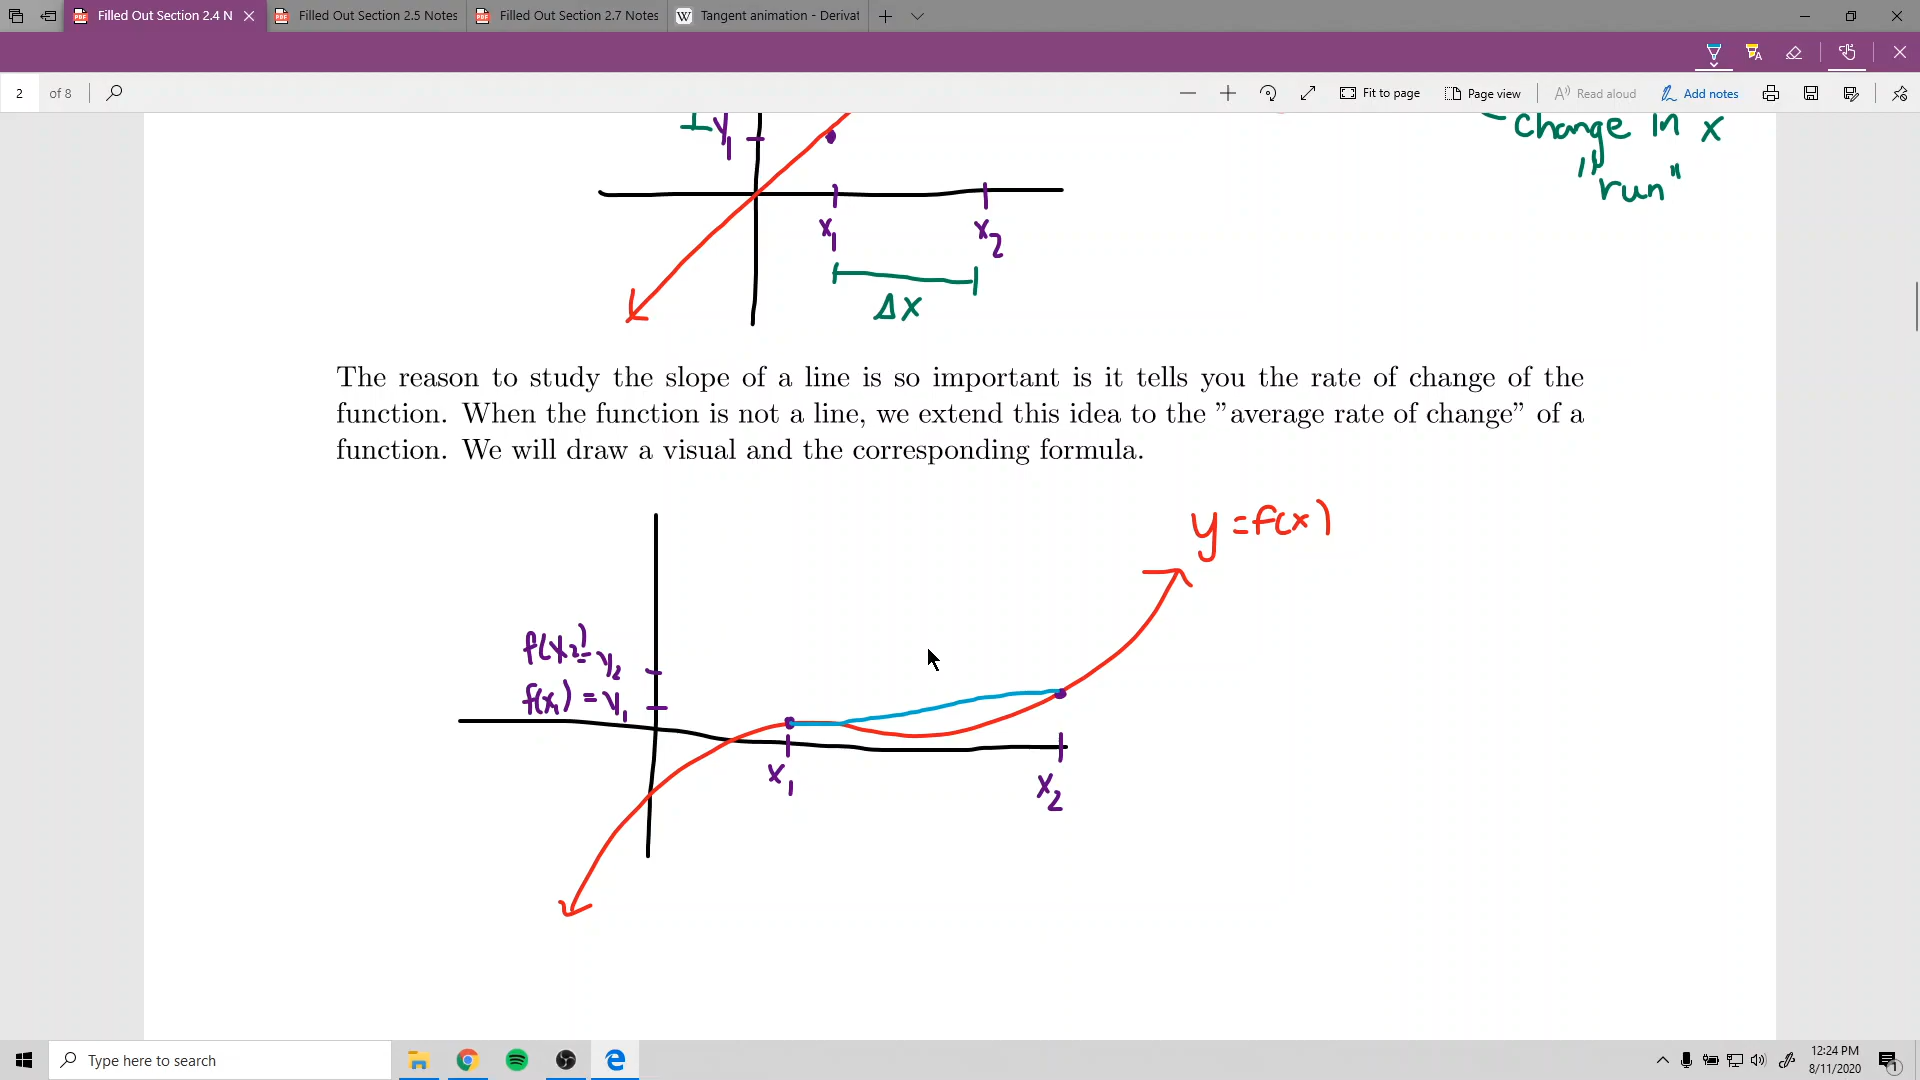 Filled Out Section 2.4 N
Filled Out Section 2.5 Notes
Filled Out Section 2.7 Notes
W Tangent animation - Derivat
2 of 8
Fit to page
Page view
Read aloud
Add notes
y1
x1
x2
Δx
change in x
"run"
The reason to study the slope of a line is so important is it tells you the rate of change of the
function. When the function is not a line, we extend this idea to the ”average rate of change” of a
function. We will draw a visual and the corresponding formula.
y = f(x)
f(x2) = y2
f(x1) = y1
x1
x2
Type here to search
12:24 PM
8/11/2020
1